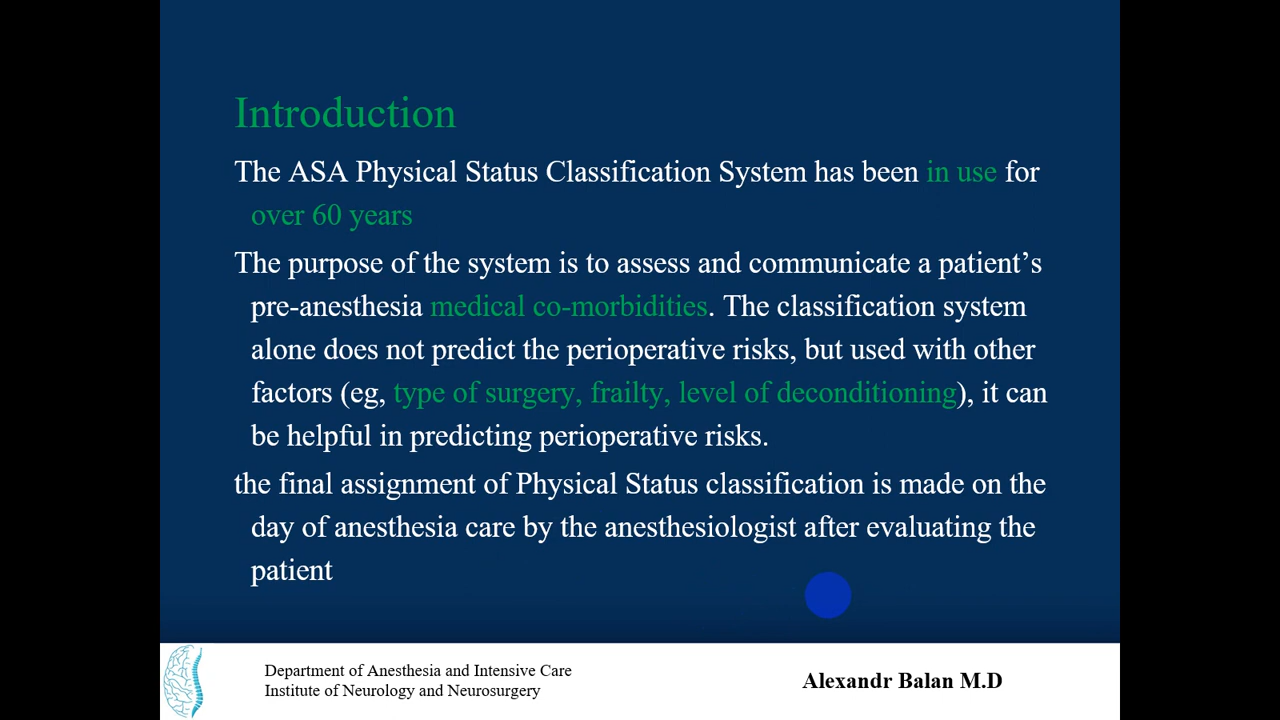 Introduction
The ASA Physical Status Classification System has been in use for
over 60 years
The purpose of the system is to assess and communicate a patient’s
pre-anesthesia medical co-morbidities. The classification system
alone does not predict the perioperative risks, but used with other
factors (eg, type of surgery, frailty, level of deconditioning), it can
be helpful in predicting perioperative risks.
the final assignment of Physical Status classification is made on the
day of anesthesia care by the anesthesiologist after evaluating the
patient
Department of Anesthesia and Intensive Care
Institute of Neurology and Neurosurgery
Alexandr Balan M.D